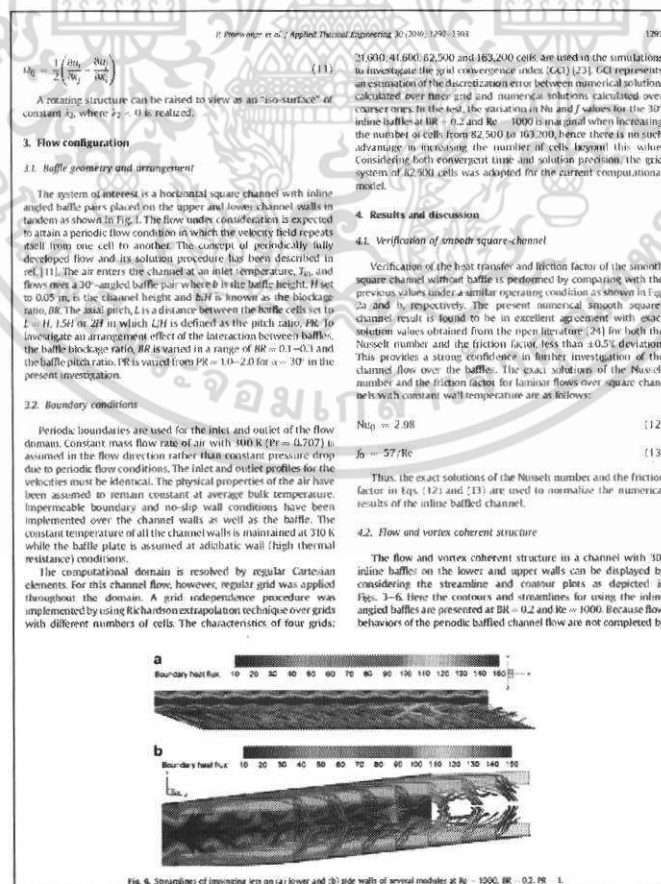 P. Promvonge et al. / Applied Thermal Engineering 30 (2010) 1292–1303
1295
(11)
A rotating structure can be raised to view as an "iso-surface" of
constant λ2, where λ2 < 0 is realized.
3. Flow configuration
3.1. Baffle geometry and arrangement
The system of interest is a horizontal square channel with inline
angled baffle pairs placed on the upper and lower channel walls in
tandem as shown in Fig. 1. The flow under consideration is expected
to attain a periodic flow condition in which the velocity field repeats
itself from one cell to another. The concept of periodically fully
developed flow and its solution procedure has been described in
ref. [11]. The air enters the channel at an inlet temperature, and
flows over a 30°-angled baffle pair where b is the baffle height, H set
to 0.05 m, is the channel height and b/H is known as the blockage
ratio, BR. The axial pitch, L is a distance between the baffle cells set to
L = H, 1.5H or 2H in which L/H is defined as the pitch ratio, PR. To
investigate an arrangement effect of the interaction between baffles,
the baffle blockage ratio, BR is varied in a range of BR = 0.1–0.3 and
the baffle pitch ratio, PR is varied from PR = 1.0–2.0 for α = 30° in the
present investigation.
3.2. Boundary conditions
Periodic boundaries are used for the inlet and outlet of the flow
domain. Constant mass flow rate of air with 300 K (Pr = 0.707) is
assumed in the flow direction rather than constant pressure drop
due to periodic flow conditions. The inlet and outlet profiles for the
velocities must be identical. The physical properties of the air have
been assumed to remain constant at average bulk temperature.
Impermeable boundary and no-slip wall conditions have been
implemented over the channel walls as well as the baffle. The
constant temperature of all the channel walls is maintained at 310 K
while the baffle plate is assumed at adiabatic wall (high thermal
resistance) conditions.
The computational domain is resolved by regular Cartesian
elements. For this channel flow, however, regular grid was applied
throughout the domain. A grid independence procedure was
implemented by using Richardson extrapolation technique over grids
with different numbers of cells. The characteristics of four grids:
21,000, 41,600, 82,500 and 163,200 cells, are used in the simulations
to investigate the grid convergence index (GCI) [23]. GCI represents
an estimation of the discretization error between numerical solution
calculated over finer grid and numerical solutions calculated over
coarser ones. In the test, the variation in Nu and f values for the 30°
inline baffles at BR = 0.2 and Re = 1000 is marginal when increasing
the number of cells from 82,500 to 163,200, hence there is no such
advantage in increasing the number of cells beyond this value
Considering both convergent time and solution precision, the grid
system of 82,500 cells was adopted for the current computational
model.
4. Results and discussion
4.1. Verification of smooth square-channel
Verification of the heat transfer and friction factor of the smooth
square channel without baffle is performed by comparing with the
previous values under a similar operating condition as shown in Fig.
2a and b, respectively. The present numerical smooth square
channel result is found to be in excellent agreement with exact
solution values obtained from the open literature [24] for both the
Nusselt number and the friction factor, less than ±0.5% deviation.
This provides a strong confidence in further investigation of the
channel flow over the baffles. The exact solutions of the Nusselt
number and the friction factor for laminar flows over square chan
nels with constant wall temperature are as follows:
Nu0 = 2.98 (12
f0 = 57/Re (13
Thus, the exact solutions of the Nusselt number and the friction
factor in Eqs. (12) and (13) are used to normalize the numerical
results of the inline baffled channel.
4.2. Flow and vortex coherent structure
The flow and vortex coherent structure in a channel with 30°
inline baffles on the lower and upper walls can be displayed by
considering the streamline and contour plots as depicted in
Figs. 3–6. Here the contours and streamlines for using the inline
angled baffles are presented at BR = 0.2 and Re = 1000. Because flow
behaviors of the periodic baffled channel flow are not completed by
a
Boundary heat flux: 10 20 30 40 50 60 70 80 90 100 110 120 130 140 150
b
Boundary heat flux: 10 20 30 40 50 60 70 80 90 100 110 120 130 140 150
Fig. 6. Streamlines of impinging jets on (a) lower and (b) side walls of several modules at Re = 1000, BR = 0.2, PR = 1.